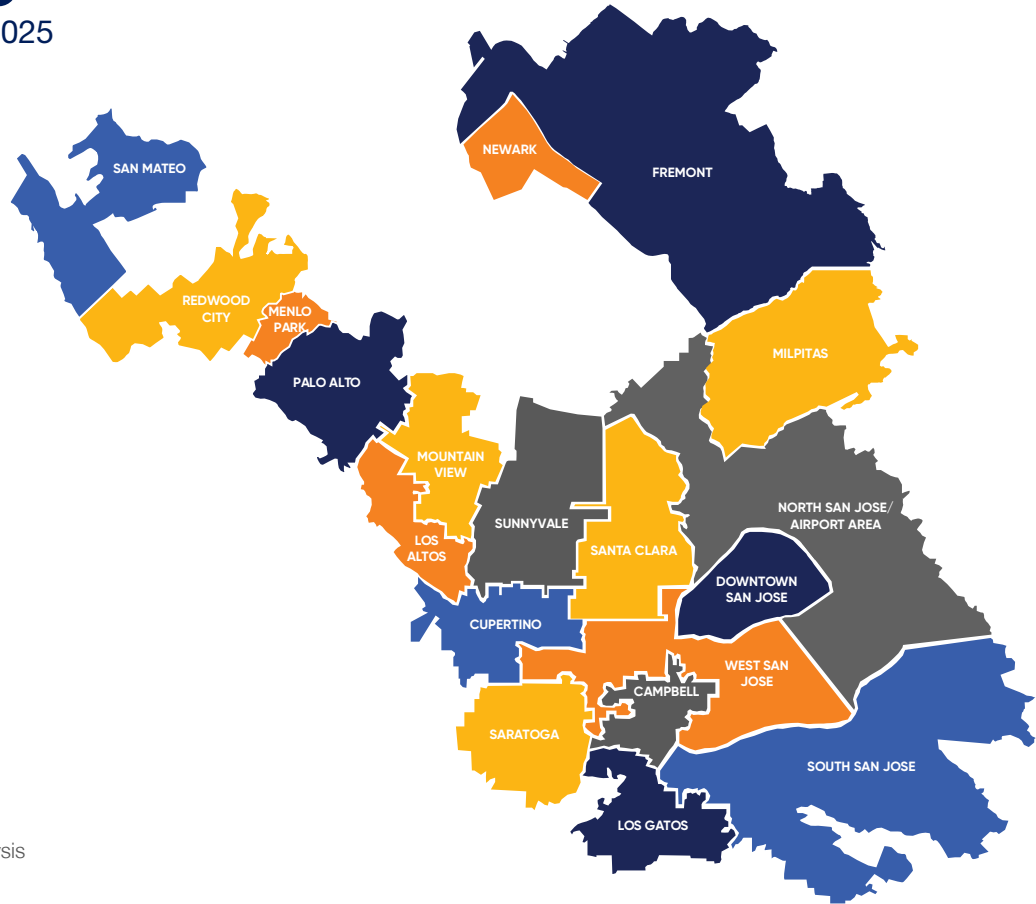 025
SAN MATEO
NEWARK
FREMONT
REDWOOD
CITY
MENLO
PARK
MILPITAS
PALO ALTO
MOUNTAIN
VIEW
NORTH SAN JOSE/
AIRPORT AREA
SUNNYVALE
LOS
ALTOS
SANTA CLARA
DOWNTOWN
SAN JOSE
CUPERTINO
WEST SAN
JOSE
CAMPBELL
SARATOGA
SOUTH SAN JOSE
LOS GATOS
sis